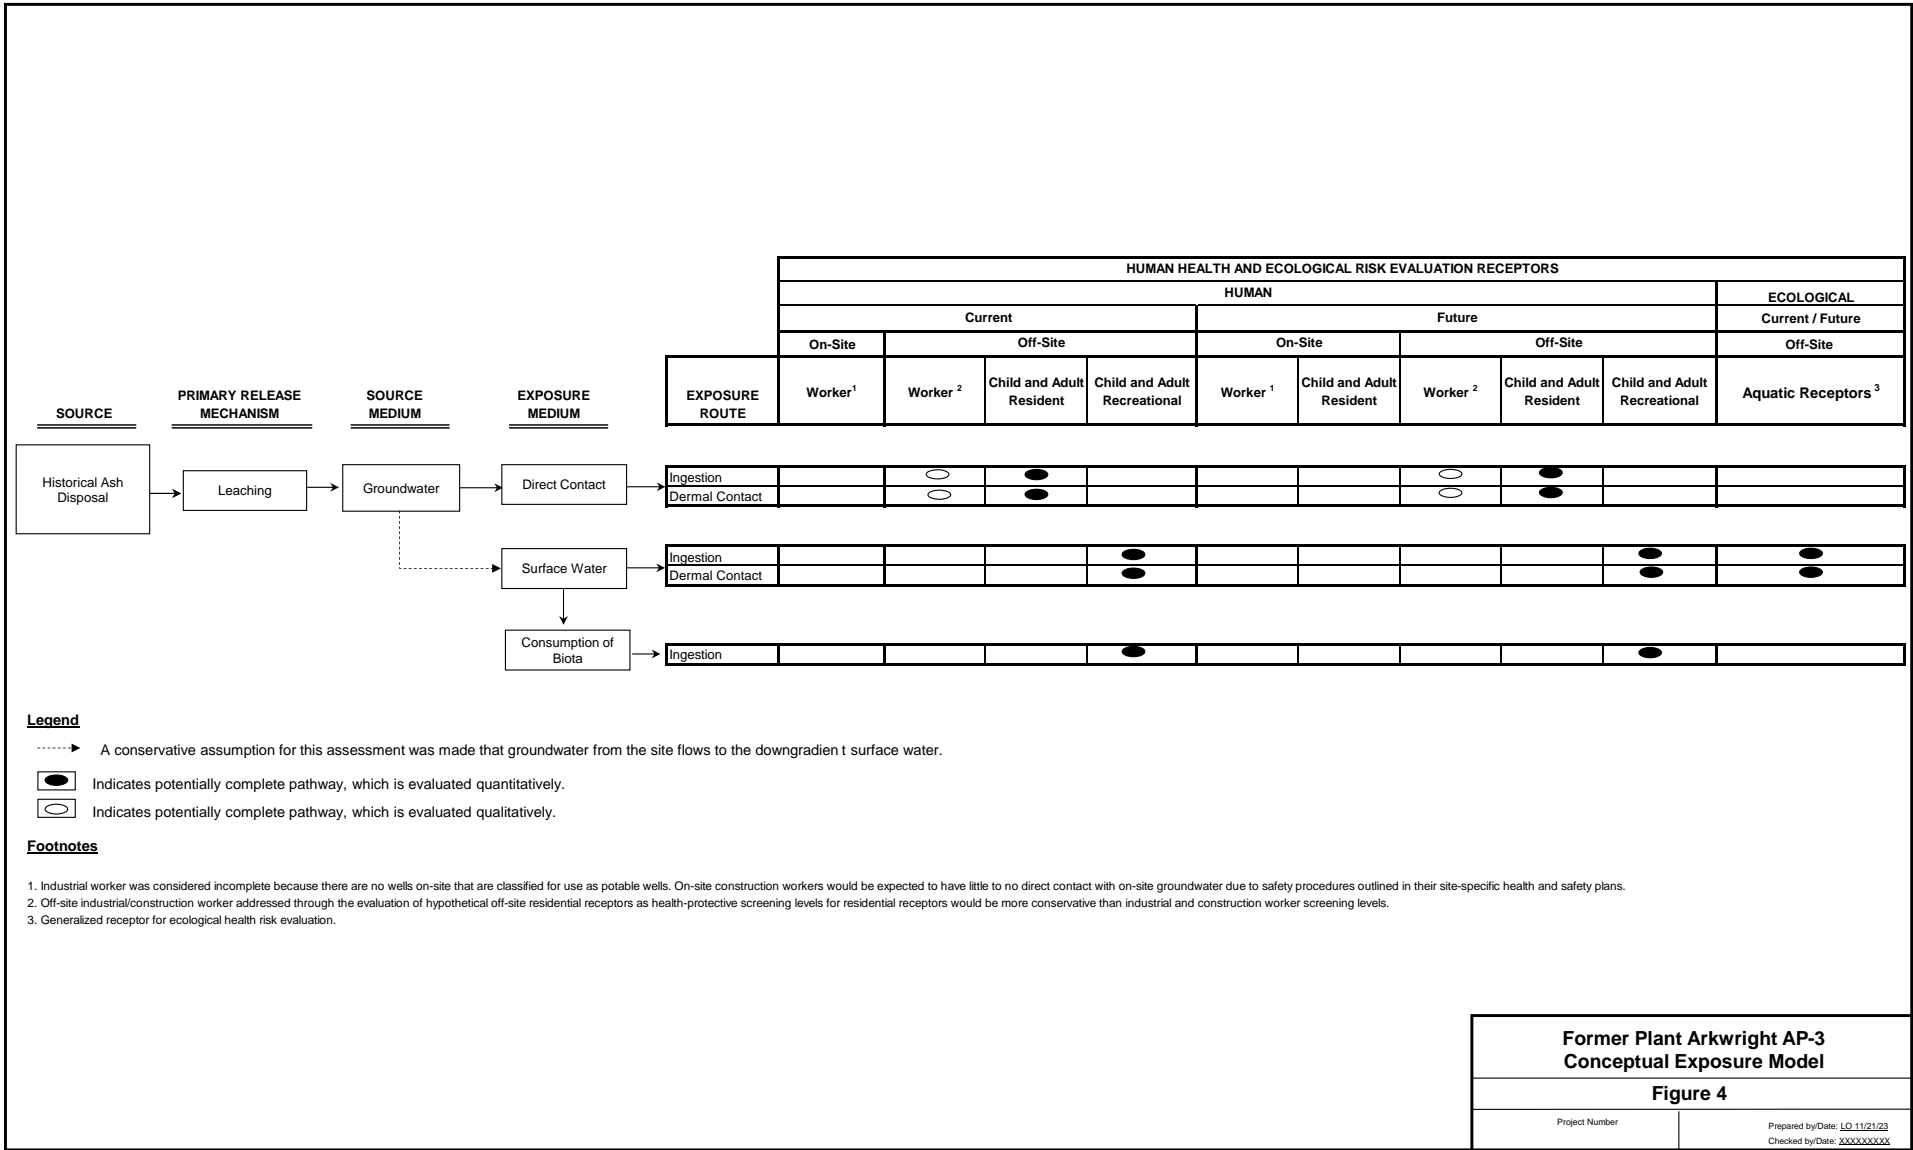 HUMAN HEALTH AND ECOLOGICAL RISK EVALUATION RECEPTORS
HUMAN
ECOLOGICAL
Current
Future
Current / Future
On-Site
Off-Site
On-Site
Off-Site
Off-Site
SOURCE
PRIMARY RELEASE
MECHANISM
SOURCE
MEDIUM
EXPOSURE
MEDIUM
EXPOSURE
ROUTE
Worker1
Worker 2
Child and Adult
Resident
Child and Adult
Recreational
Worker 1
Child and Adult
Resident
Worker 2
Child and Adult
Resident
Child and Adult
Recreational
Aquatic Receptors 3
Historical Ash
Disposal
Leaching
Groundwater
Direct Contact
Ingestion
Dermal Contact
Surface Water
Ingestion
Dermal Contact
Consumption of
Biota
Ingestion
Legend
A conservative assumption for this assessment was made that groundwater from the site flows to the downgradien t surface water.
Indicates potentially complete pathway, which is evaluated quantitatively.
Indicates potentially complete pathway, which is evaluated qualitatively.
Footnotes
1. Industrial worker was considered incomplete because there are no wells on-site that are classified for use as potable wells. On-site construction workers would be expected to have little to no direct contact with on-site groundwater due to safety procedures outlined in their site-specific health and safety plans.
2. Off-site industrial/construction worker addressed through the evaluation of hypothetical off-site residential receptors as health-protective screening levels for residential receptors would be more conservative than industrial and construction worker screening levels.
3. Generalized receptor for ecological health risk evaluation.
Former Plant Arkwright AP-3
Conceptual Exposure Model
Figure 4
Project Number
Prepared by/Date: LO 11/21/23
Checked by/Date: XXXXXXXXX